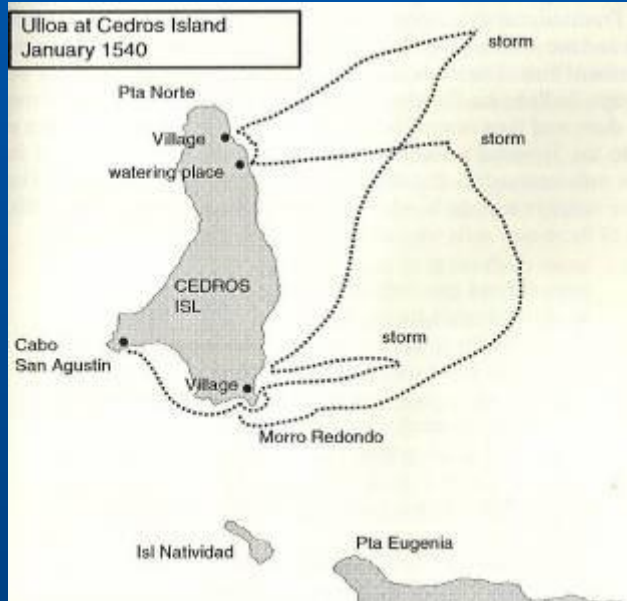 Ulloa at Cedros Island
January 1540
storm
Pta Norte
Village
storm
watering place
CEDROS
ISL
storm
Cabo
San Agustin
Village
Morro Redondo
Isl Natividad
Pta Eugenia